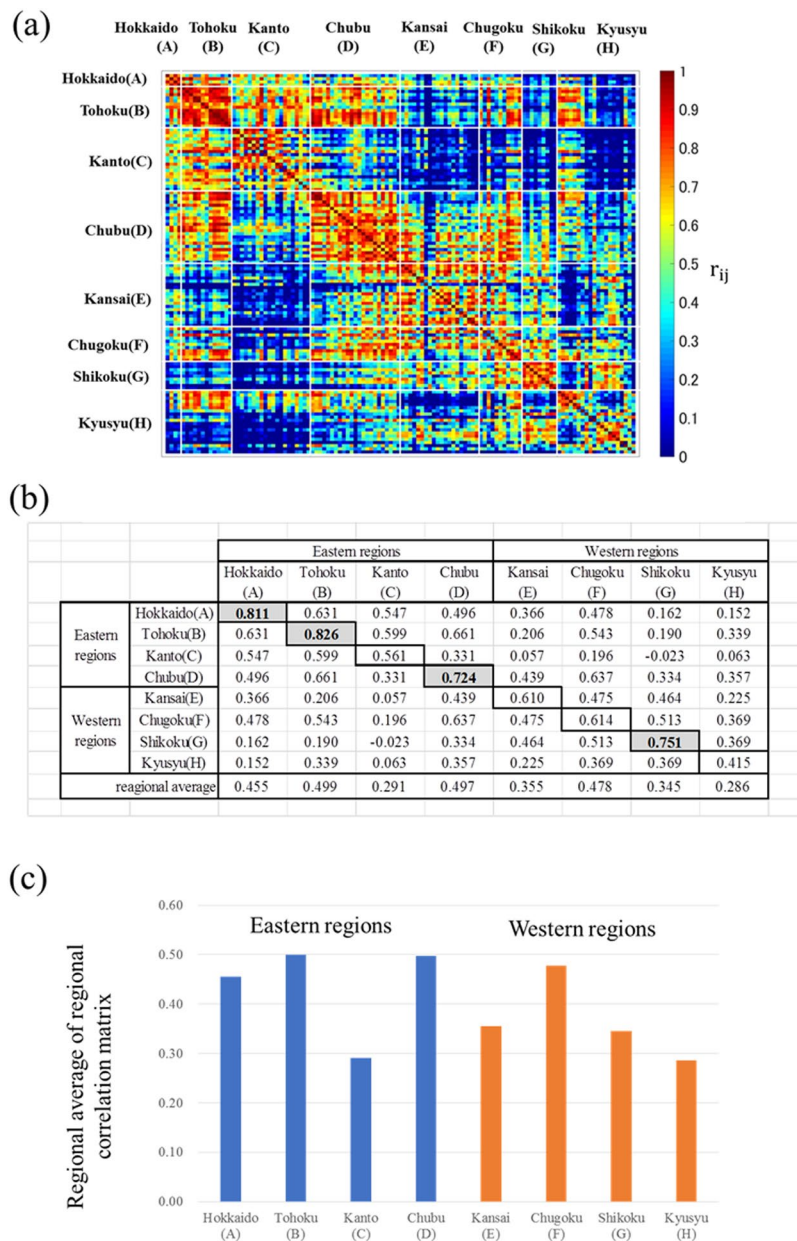 (a)
Hokkaido Tohoku Kanto Chubu Kansai Chugoku Shikoku Kyusyu
(A) (B) (C) (D) (E) (F) (G) (H)
Hokkaido(A)
Tohoku(B)
Kanto(C)
Chubu(D)
Kansai(E)
Chugoku(F)
Shikoku(G)
Kyusyu(H)
1
0.9
0.8
0.7
0.6
0.5
0.4
0.3
0.2
0.1
0
rij
(b)
Eastern regions Western regions
Hokkaido Tohoku Kanto Chubu Kansai Chugoku Shikoku Kyusyu
(A) (B) (C) (D) (E) (F) (G) (H)
Eastern regions
Hokkaido(A) 0.811 0.631 0.547 0.496 0.366 0.478 0.162 0.152
Tohoku(B) 0.631 0.826 0.599 0.661 0.206 0.543 0.190 0.339
Kanto(C) 0.547 0.599 0.561 0.331 0.057 0.196 -0.023 0.063
Chubu(D) 0.496 0.661 0.331 0.724 0.439 0.637 0.334 0.357
Western regions
Kansai(E) 0.366 0.206 0.057 0.439 0.610 0.475 0.464 0.225
Chugoku(F) 0.478 0.543 0.196 0.637 0.475 0.614 0.513 0.369
Shikoku(G) 0.162 0.190 -0.023 0.334 0.464 0.513 0.751 0.369
Kyusyu(H) 0.152 0.339 0.063 0.357 0.225 0.369 0.369 0.415
reagional average 0.455 0.499 0.291 0.497 0.355 0.478 0.345 0.286
(c)
Regional average of regional
correlation matrix
0.60
0.50
0.40
0.30
0.20
0.10
0.00
Eastern regions Western regions
Hokkaido Tohoku Kanto Chubu Kansai Chugoku Shikoku Kyusyu
(A) (B) (C) (D) (E) (F) (G) (H)